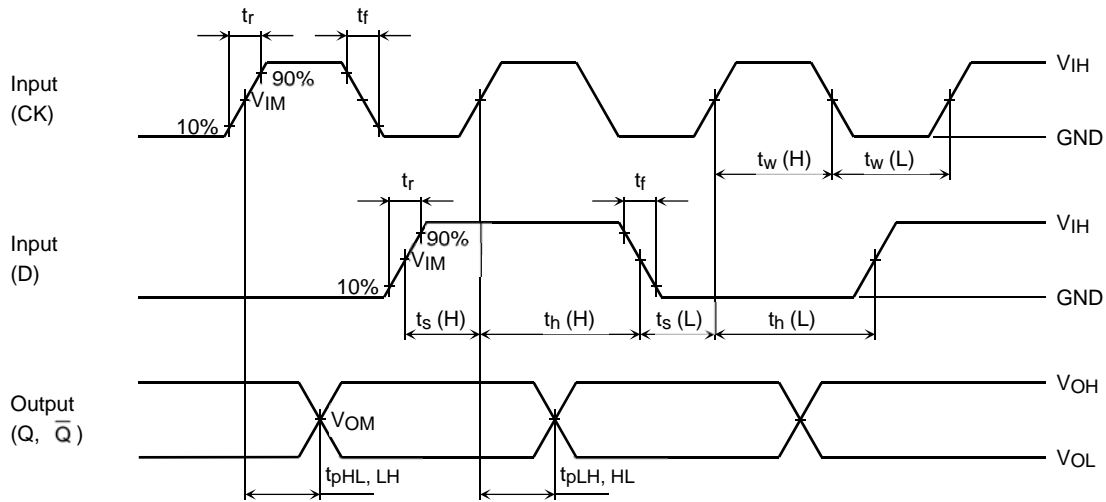 tr
tf
Input
(CK)
90%
VIM
10%
VIH
GND
tw (H)
tw (L)
tr
tf
Input
(D)
90%
VIM
10%
VIH
GND
ts (H)
th (H)
ts (L)
th (L)
Output
(Q, Q̅)
VOM
VOH
VOL
tpHL, LH
tpLH, HL